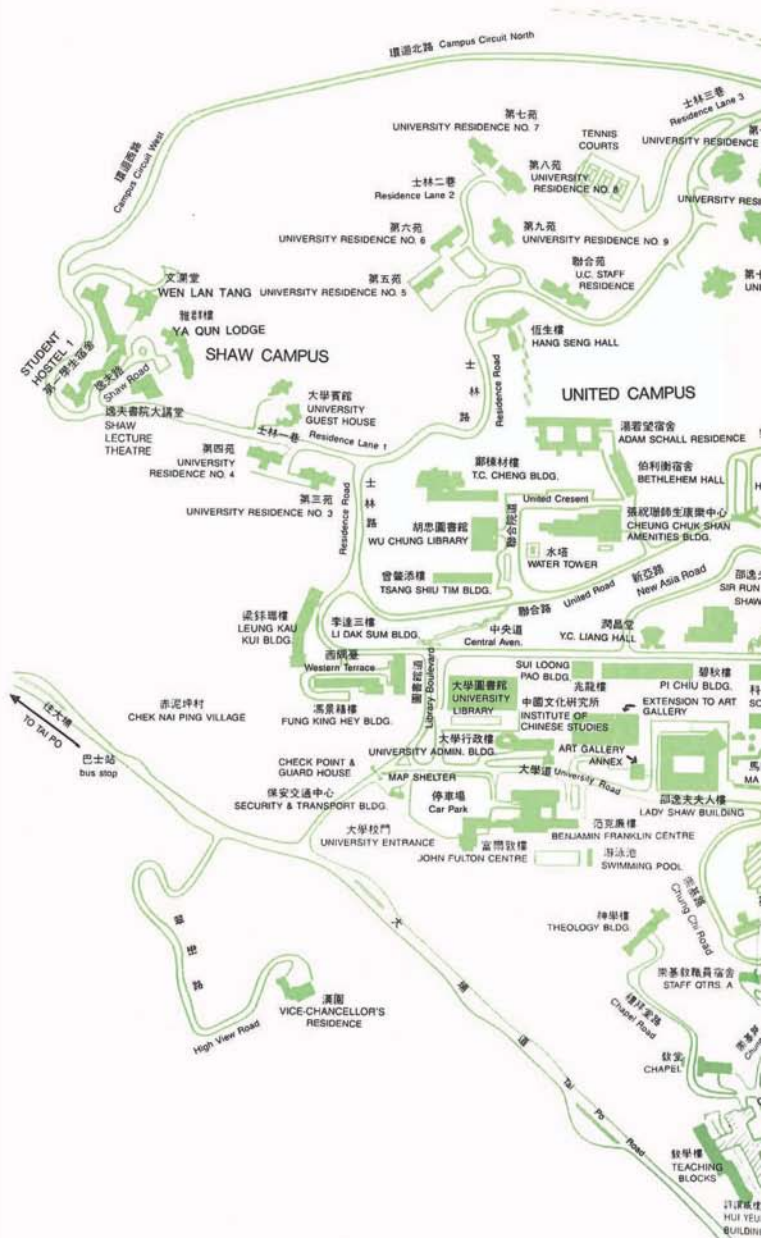 環迴北路 Campus Circuit North
士林三巷
Residence Lane 3
第七苑
UNIVERSITY RESIDENCE NO. 7
TENNIS
COURTS
UNIVERSITY RESIDENCE
環迴西路
Campus Circuit West
士林二巷
Residence Lane 2
第八苑
UNIVERSITY
RESIDENCE NO. 8
第六苑
UNIVERSITY RESIDENCE NO. 6
第九苑
UNIVERSITY RESIDENCE NO. 9
文瀾堂
WEN LAN TANG
第五苑
UNIVERSITY RESIDENCE NO. 5
聯合苑
U.C. STAFF
RESIDENCE
雅群樓
YA QUN LODGE
恆生樓
HANG SENG HALL
STUDENT
HOSTEL 1
第一學生宿舍
逸夫路
Shaw Road
SHAW CAMPUS
士林路
Residence Road
UNITED CAMPUS
逸夫書院大講堂
SHAW
LECTURE
THEATRE
大學賓館
UNIVERSITY
GUEST HOUSE
士林一巷 Residence Lane 1
湯若望宿舍
ADAM SCHALL RESIDENCE
第四苑
UNIVERSITY
RESIDENCE NO. 4
鄭棟材樓
T.C. CHENG BLDG.
伯利衡宿舍
BETHLEHEM HALL
第三苑
UNIVERSITY RESIDENCE NO. 3
士林路
Residence Road
United Cresent
聯合院道
胡忠圖書館
WU CHUNG LIBRARY
張祝珊師生康樂中心
CHEUNG CHUK SHAN
AMENITIES BLDG.
水塔
WATER TOWER
曾肇添樓
TSANG SHIU TIM BLDG.
聯合路 United Road
新亞路
New Asia Road
SIR RUN
SHAW
梁銶琚樓
LEUNG KAU
KUI BLDG.
李達三樓
LI DAK SUM BLDG.
中央道
Central Aven.
潤昌堂
Y.C. LIANG HALL
西隅臺
Western Terrace
圖書館道
Library Boulevard
大學圖書館
UNIVERSITY
LIBRARY
SUI LOONG
PAO BLDG.
兆龍樓
碧秋樓
PI CHIU BLDG.
往大埔
TO TAI PO
赤泥坪村
CHEK NAI PING VILLAGE
馮景禧樓
FUNG KING HEY BLDG.
中國文化研究所
INSTITUTE OF
CHINESE STUDIES
EXTENSION TO ART
GALLERY
巴士站
bus stop
大學行政樓
UNIVERSITY ADMIN. BLDG.
ART GALLERY
ANNEX
CHECK POINT &
GUARD HOUSE
MAP SHELTER
大學道 University Road
保安交通中心
SECURITY & TRANSPORT BLDG.
停車場
Car Park
邵逸夫夫人樓
LADY SHAW BUILDING
大學校門
UNIVERSITY ENTRANCE
范克廉樓
BENJAMIN FRANKLIN CENTRE
富爾敦樓
JOHN FULTON CENTRE
游泳池
SWIMMING POOL
崇基路
Chung Chi Road
神學樓
THEOLOGY BLDG.
崇基教職員宿舍
STAFF QTRS. A
漢園
VICE-CHANCELLOR'S
RESIDENCE
High View Road
禮拜堂路
Chapel Road
教堂
CHAPEL
大埔道 Tai Po Road
教學樓
TEACHING
BLOCKS
BUILDING